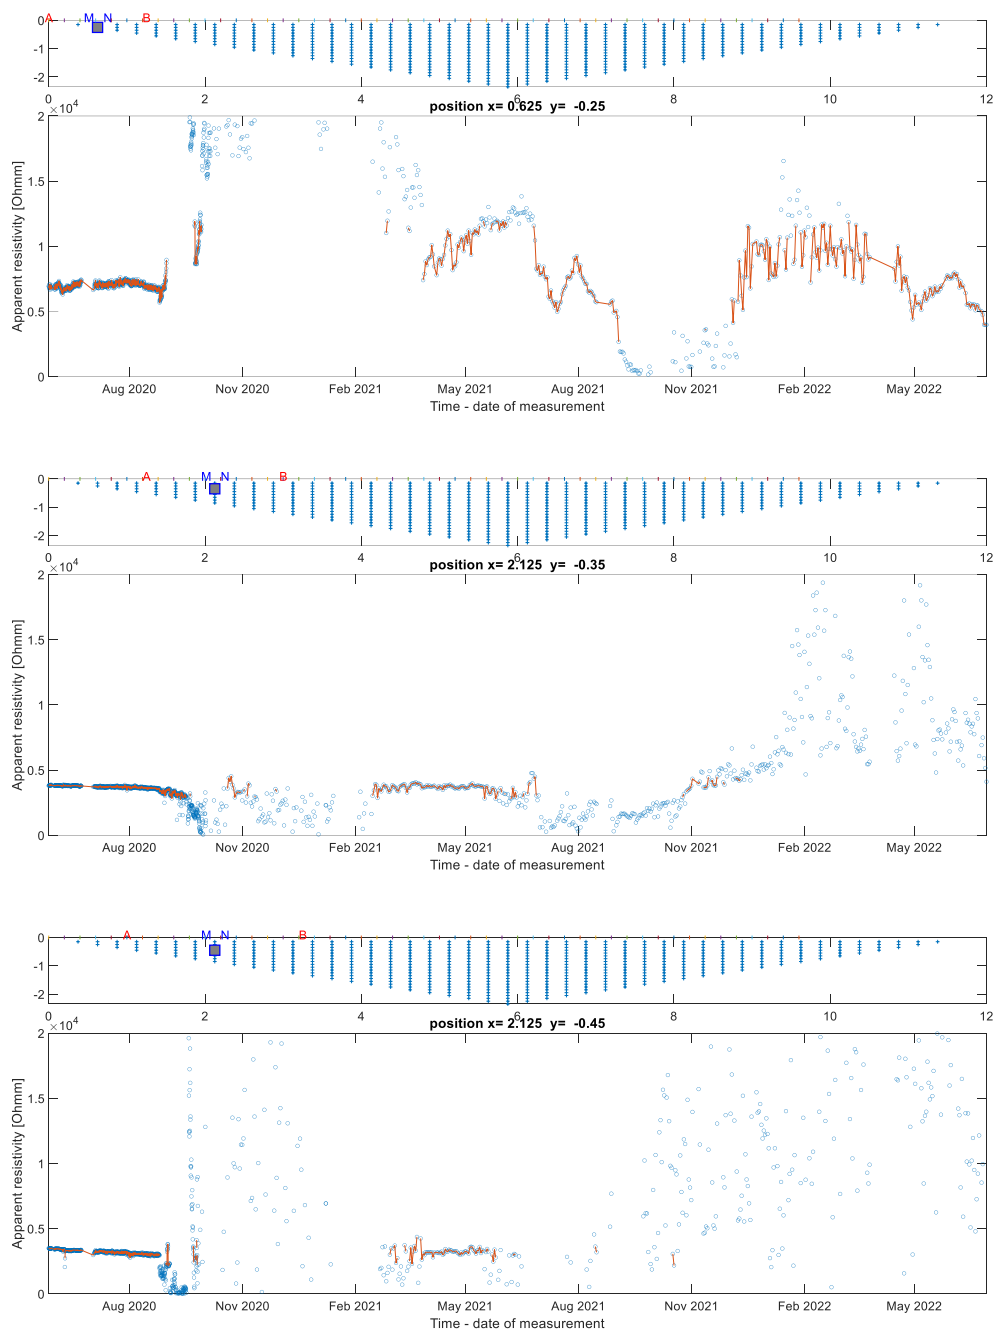 A M N B
0
-1
-2
0 2 4 6 8 10 12
×10⁴ position x= 0.625 y= -0.25
2
1.5
1
0.5
0
Apparent resistivity [Ohmm]
Aug 2020 Nov 2020 Feb 2021 May 2021 Aug 2021 Nov 2021 Feb 2022 May 2022
Time - date of measurement
A M N B
0
-1
-2
0 2 4 6 8 10 12
×10⁴ position x= 2.125 y= -0.35
2
1.5
1
0.5
0
Apparent resistivity [Ohmm]
Aug 2020 Nov 2020 Feb 2021 May 2021 Aug 2021 Nov 2021 Feb 2022 May 2022
Time - date of measurement
A M N B
0
-1
-2
0 2 4 6 8 10 12
×10⁴ position x= 2.125 y= -0.45
2
1.5
1
0.5
0
Apparent resistivity [Ohmm]
Aug 2020 Nov 2020 Feb 2021 May 2021 Aug 2021 Nov 2021 Feb 2022 May 2022
Time - date of measurement